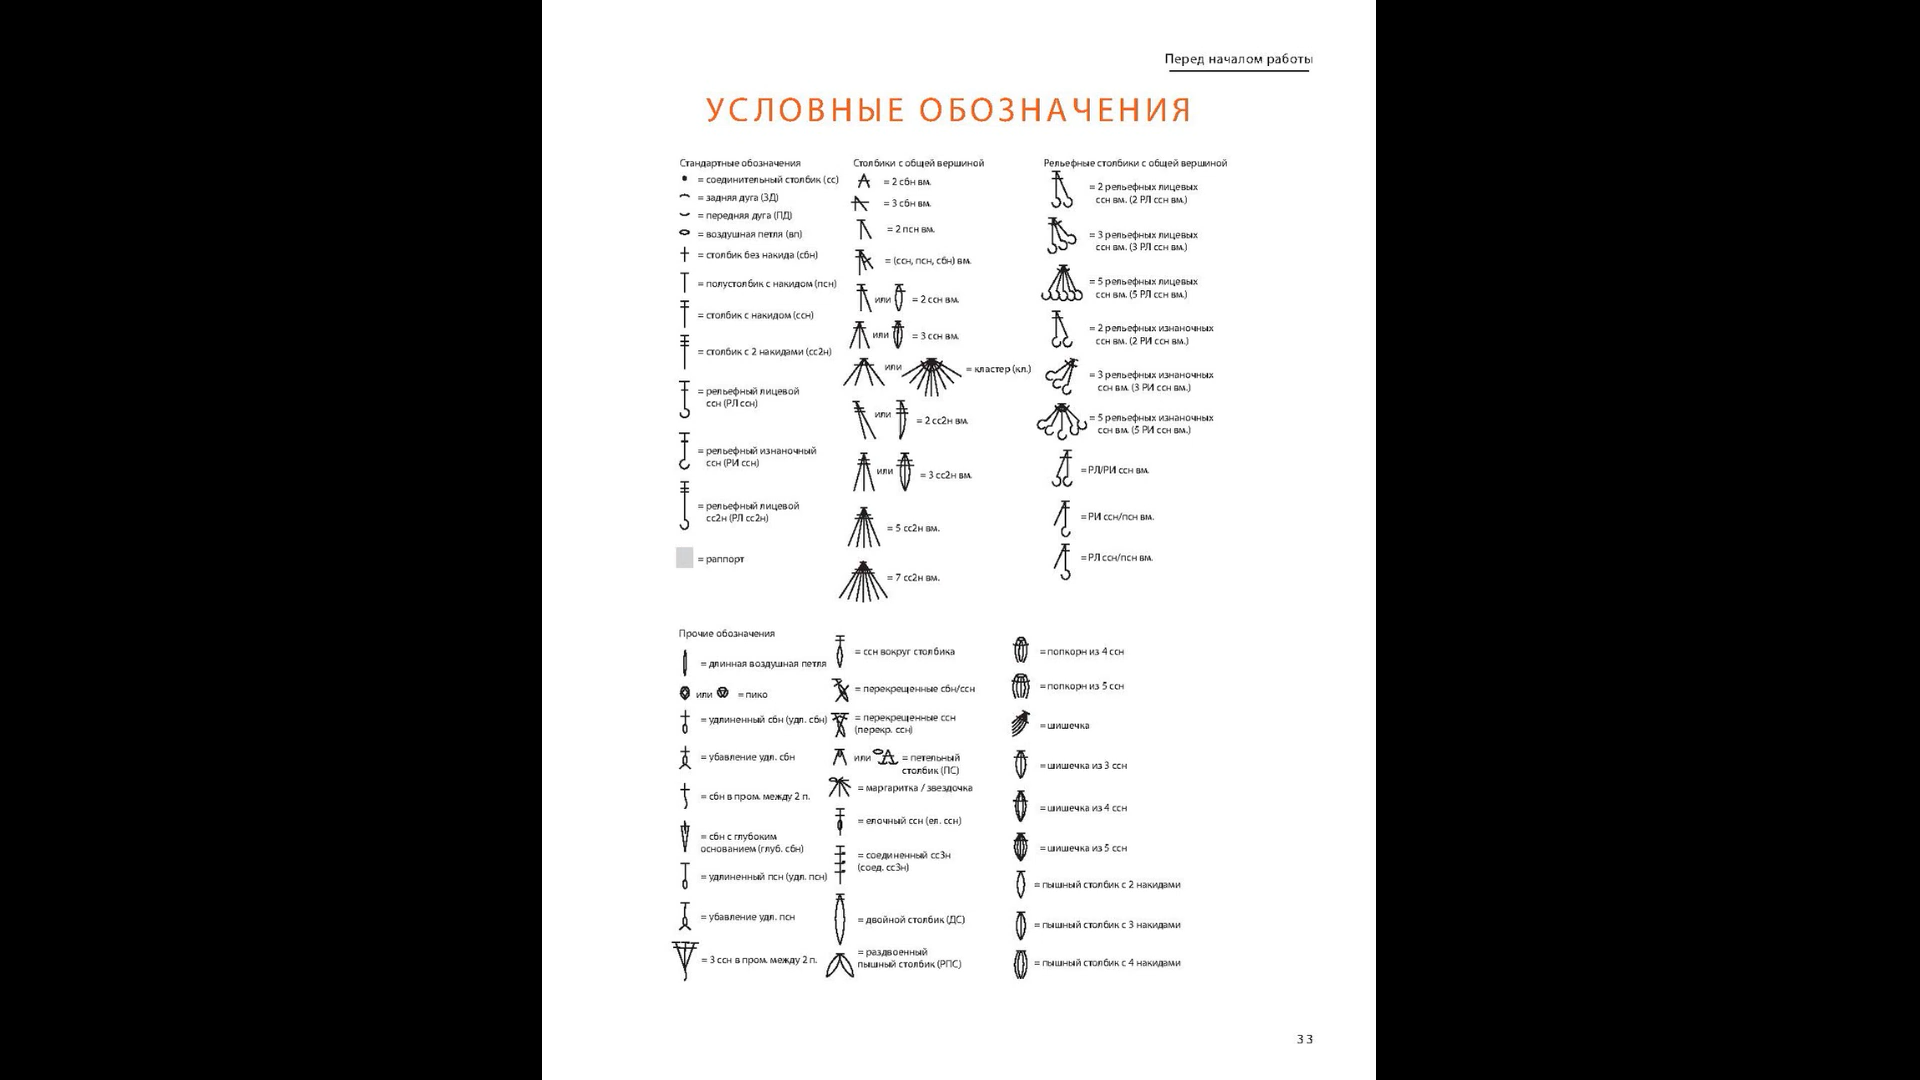 Перед началом работы
УСЛОВНЫЕ ОБОЗНАЧЕНИЯ
Стандартные обозначения
= соединительный столбик (сс)
= задняя дуга (ЗД)
= передняя дуга (ПД)
= воздушная петля (вп)
= столбик без накида (сбн)
= полустолбик с накидом (псн)
= столбик с накидом (ссн)
= столбик с 2 накидами (сс2н)
= рельефный лицевой
ссн (РЛ ссн)
= рельефный изнаночный
ссн (РИ ссн)
= рельефный лицевой
сс2н (РЛ сс2н)
= раппорт
Столбики с общей вершиной
= 2 сбн вм.
= 3 сбн вм.
= 2 псн вм.
= (ссн, псн, сбн) вм.
или = 2 ссн вм.
или = 3 ссн вм.
или = кластер (кл.)
или = 2 сс2н вм.
или = 3 сс2н вм.
= 5 сс2н вм.
= 7 сс2н вм.
Рельефные столбики с общей вершиной
= 2 рельефных лицевых
ссн вм. (2 РЛ ссн вм.)
= 3 рельефных лицевых
ссн вм. (3 РЛ ссн вм.)
= 5 рельефных лицевых
ссн вм. (5 РЛ ссн вм.)
= 2 рельефных изнаночных
ссн вм. (2 РИ ссн вм.)
= 3 рельефных изнаночных
ссн вм. (3 РИ ссн вм.)
= 5 рельефных изнаночных
ссн вм. (5 РИ ссн вм.)
= РЛ/РИ ссн вм.
= РИ ссн/псн вм.
= РЛ ссн/псн вм.
Прочие обозначения
= длинная воздушная петля
или = пико
= удлиненный сбн (удл. сбн)
= убавление удл. сбн
= сбн в пром. между 2 п.
= сбн с глубоким
основанием (глуб. сбн)
= удлиненный псн (удл. псн)
= убавление удл. псн
= 3 ссн в пром. между 2 п.
= ссн вокруг столбика
= перекрещенные сбн/ссн
= перекрещенные ссн
(перекр. ссн)
или = петельный
столбик (ПС)
= маргаритка / звездочка
= елочный ссн (ел. ссн)
= соединенный сс3н
(соед. сс3н)
= двойной столбик (ДС)
= раздвоенный
пышный столбик (РПС)
= попкорн из 4 ссн
= попкорн из 5 ссн
= шишечка
= шишечка из 3 ссн
= шишечка из 4 ссн
= шишечка из 5 ссн
= пышный столбик с 2 накидами
= пышный столбик с 3 накидами
= пышный столбик с 4 накидами
33